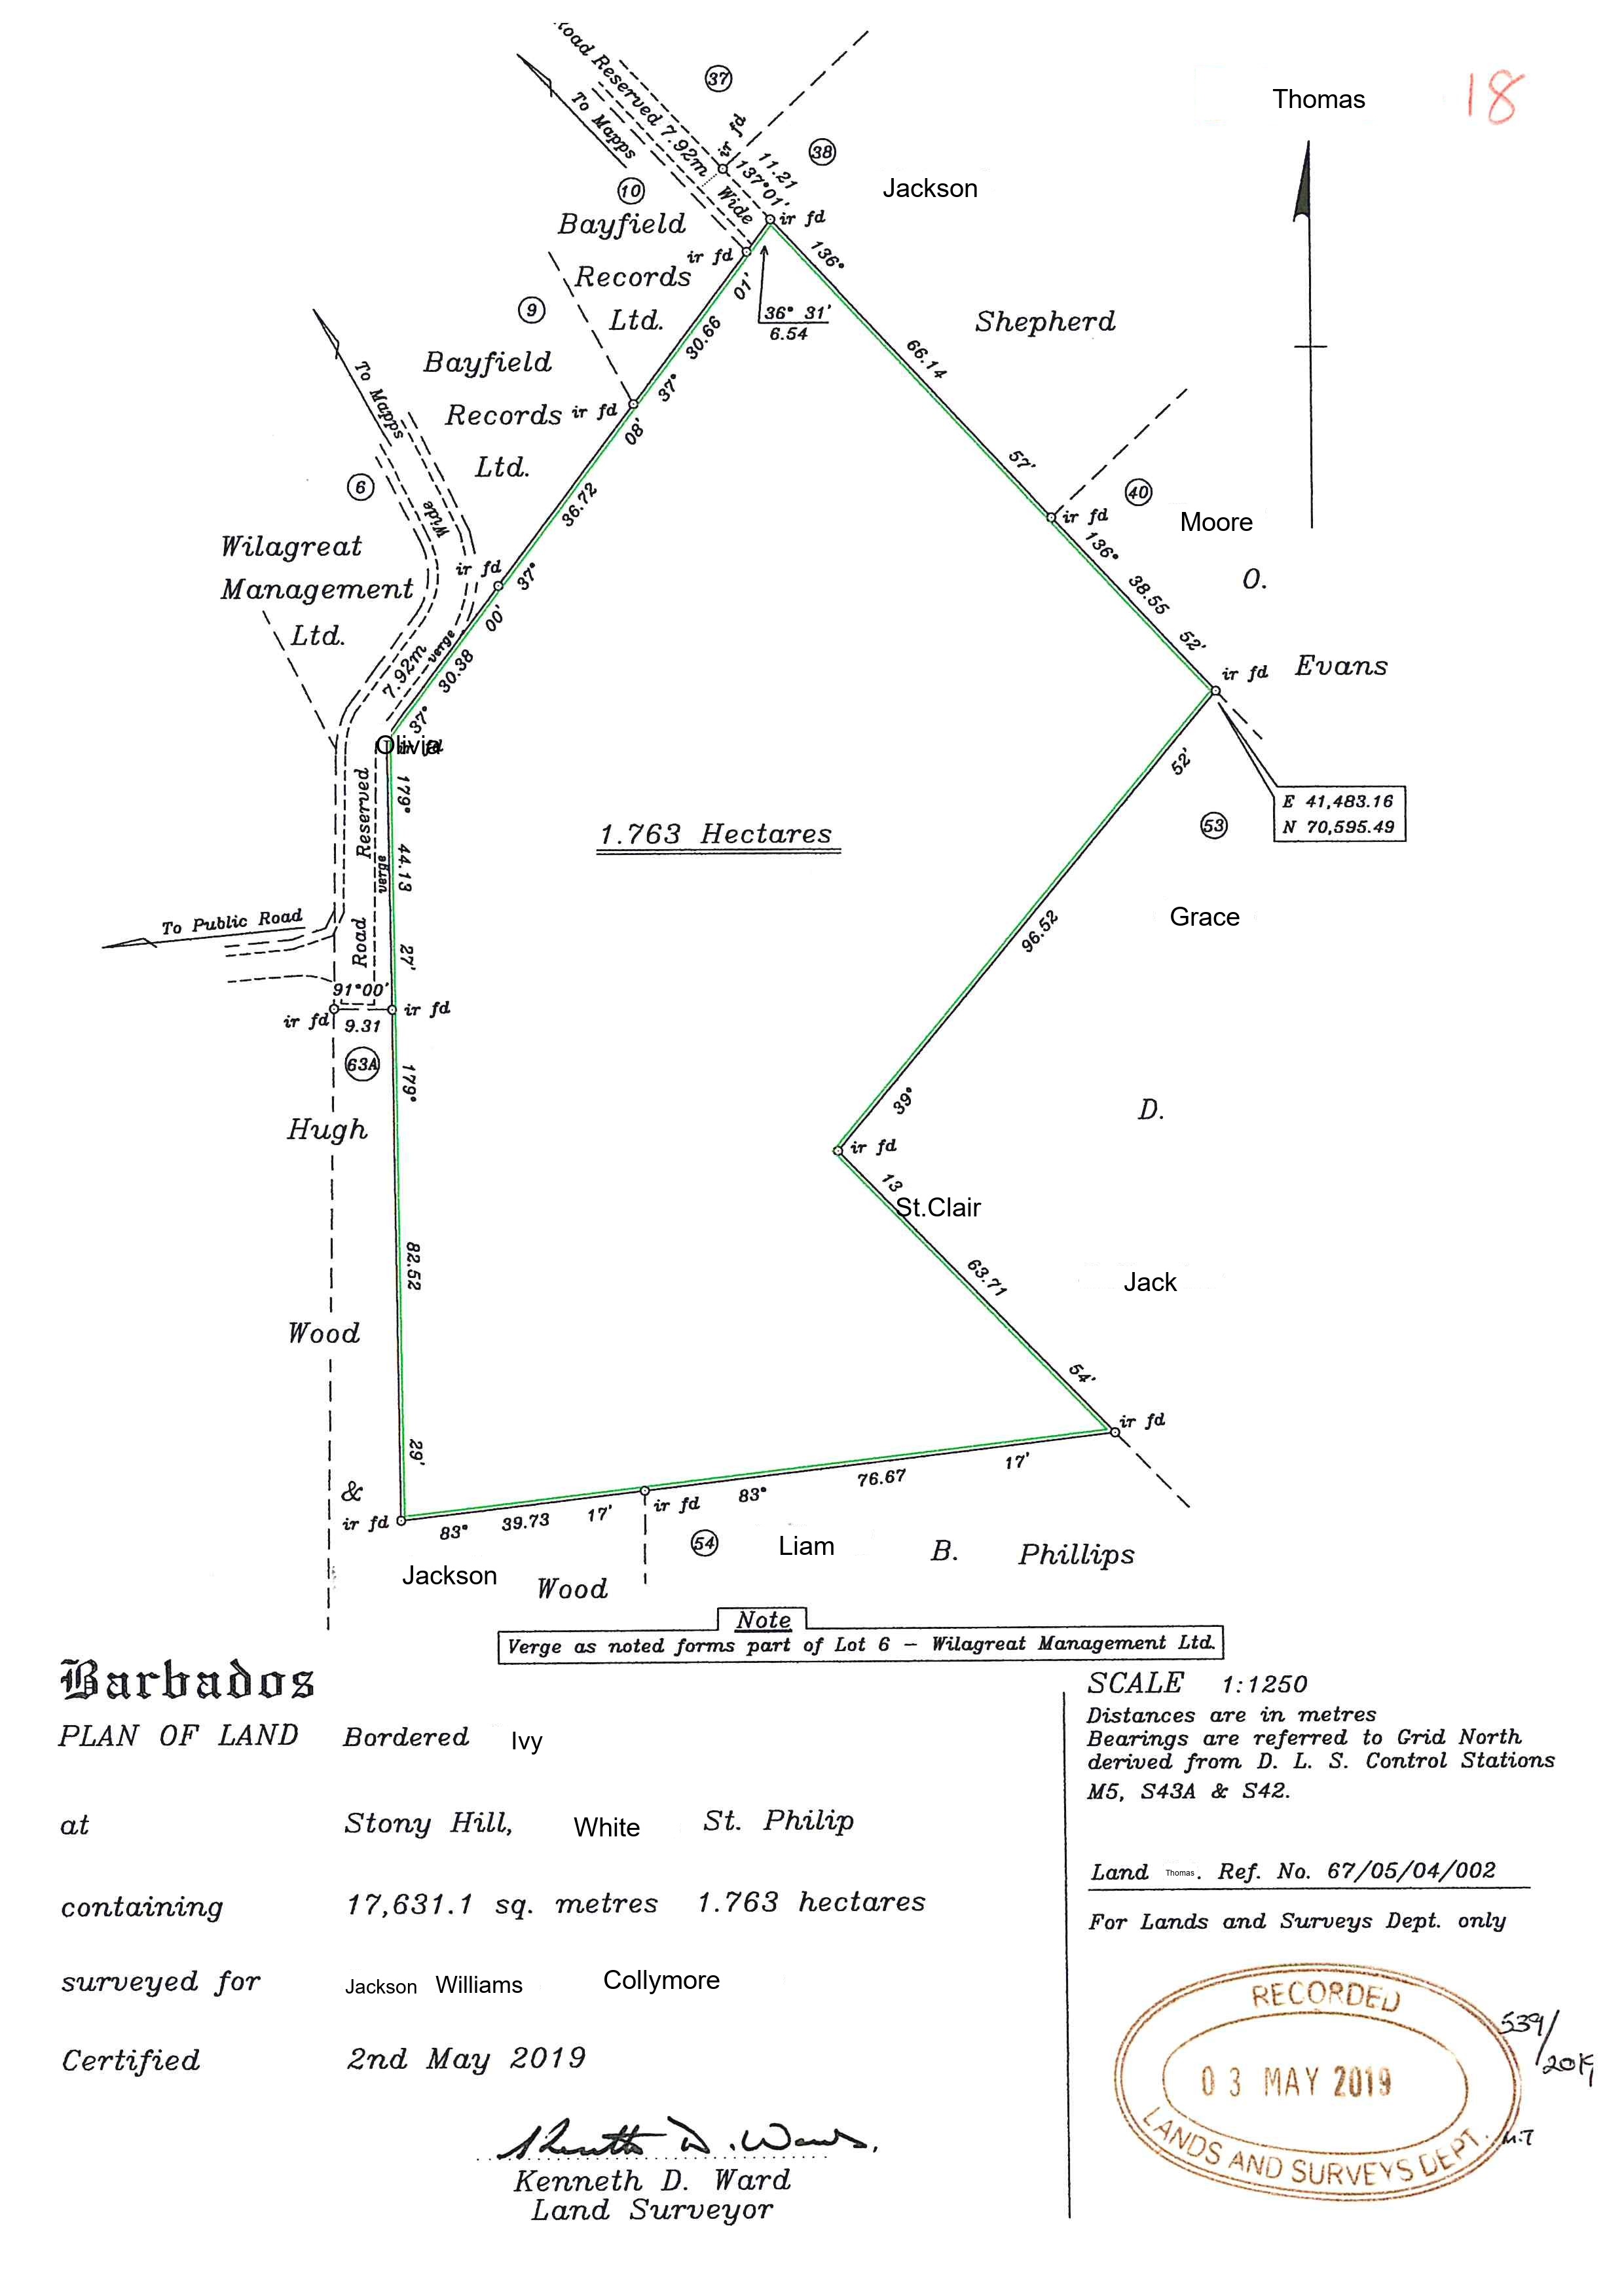 Road Reserved 7.92m Wide
To Mapps
37
ir fd
38
11.21
137°01'
Thomas
18
Jackson
10
Bayfield
Records
Ltd.
ir fd
ir fd
136°
66.14
57'
36° 31'
6.54
Shepherd
9
Bayfield
Records
Ltd.
ir fd
01'
30.66
37°
To Mapps
6
Wide
Wilagreat
Management
Ltd.
ir fd
08'
36.72
37°
00'
30.38
37°
7.92m
verge
40
ir fd
Moore
O.
136°
38.55
52'
ir fd
Evans
E 41,483.16
N 70,595.49
Olivia
179°
44.13
27'
Reserved
Road
verge
1.763 Hectares
52'
96.52
39°
53
Grace
To Public Road
91°00'
ir fd
9.31
ir fd
63A
179°
82.52
29'
Hugh
Wood
&
D.
ir fd
13
St.Clair
63.71
54'
Jack
ir fd
ir fd
83°
39.73
17'
ir fd
83°
76.67
17'
54
Liam
B. Phillips
Jackson
Wood
Note
Verge as noted forms part of Lot 6 - Wilagreat Management Ltd.
Barbados
PLAN OF LAND Bordered Ivy
at Stony Hill, White St. Philip
containing 17,631.1 sq. metres 1.763 hectares
surveyed for Jackson Williams Collymore
Certified 2nd May 2019
Kenneth D. Ward
Land Surveyor
SCALE 1:1250
Distances are in metres
Bearings are referred to Grid North
derived from D. L. S. Control Stations
M5, S43A & S42.
Land Thomas. Ref. No. 67/05/04/002
For Lands and Surveys Dept. only
RECORDED
03 MAY 2019
LANDS AND SURVEYS DEPT.
539/
2019
M.T